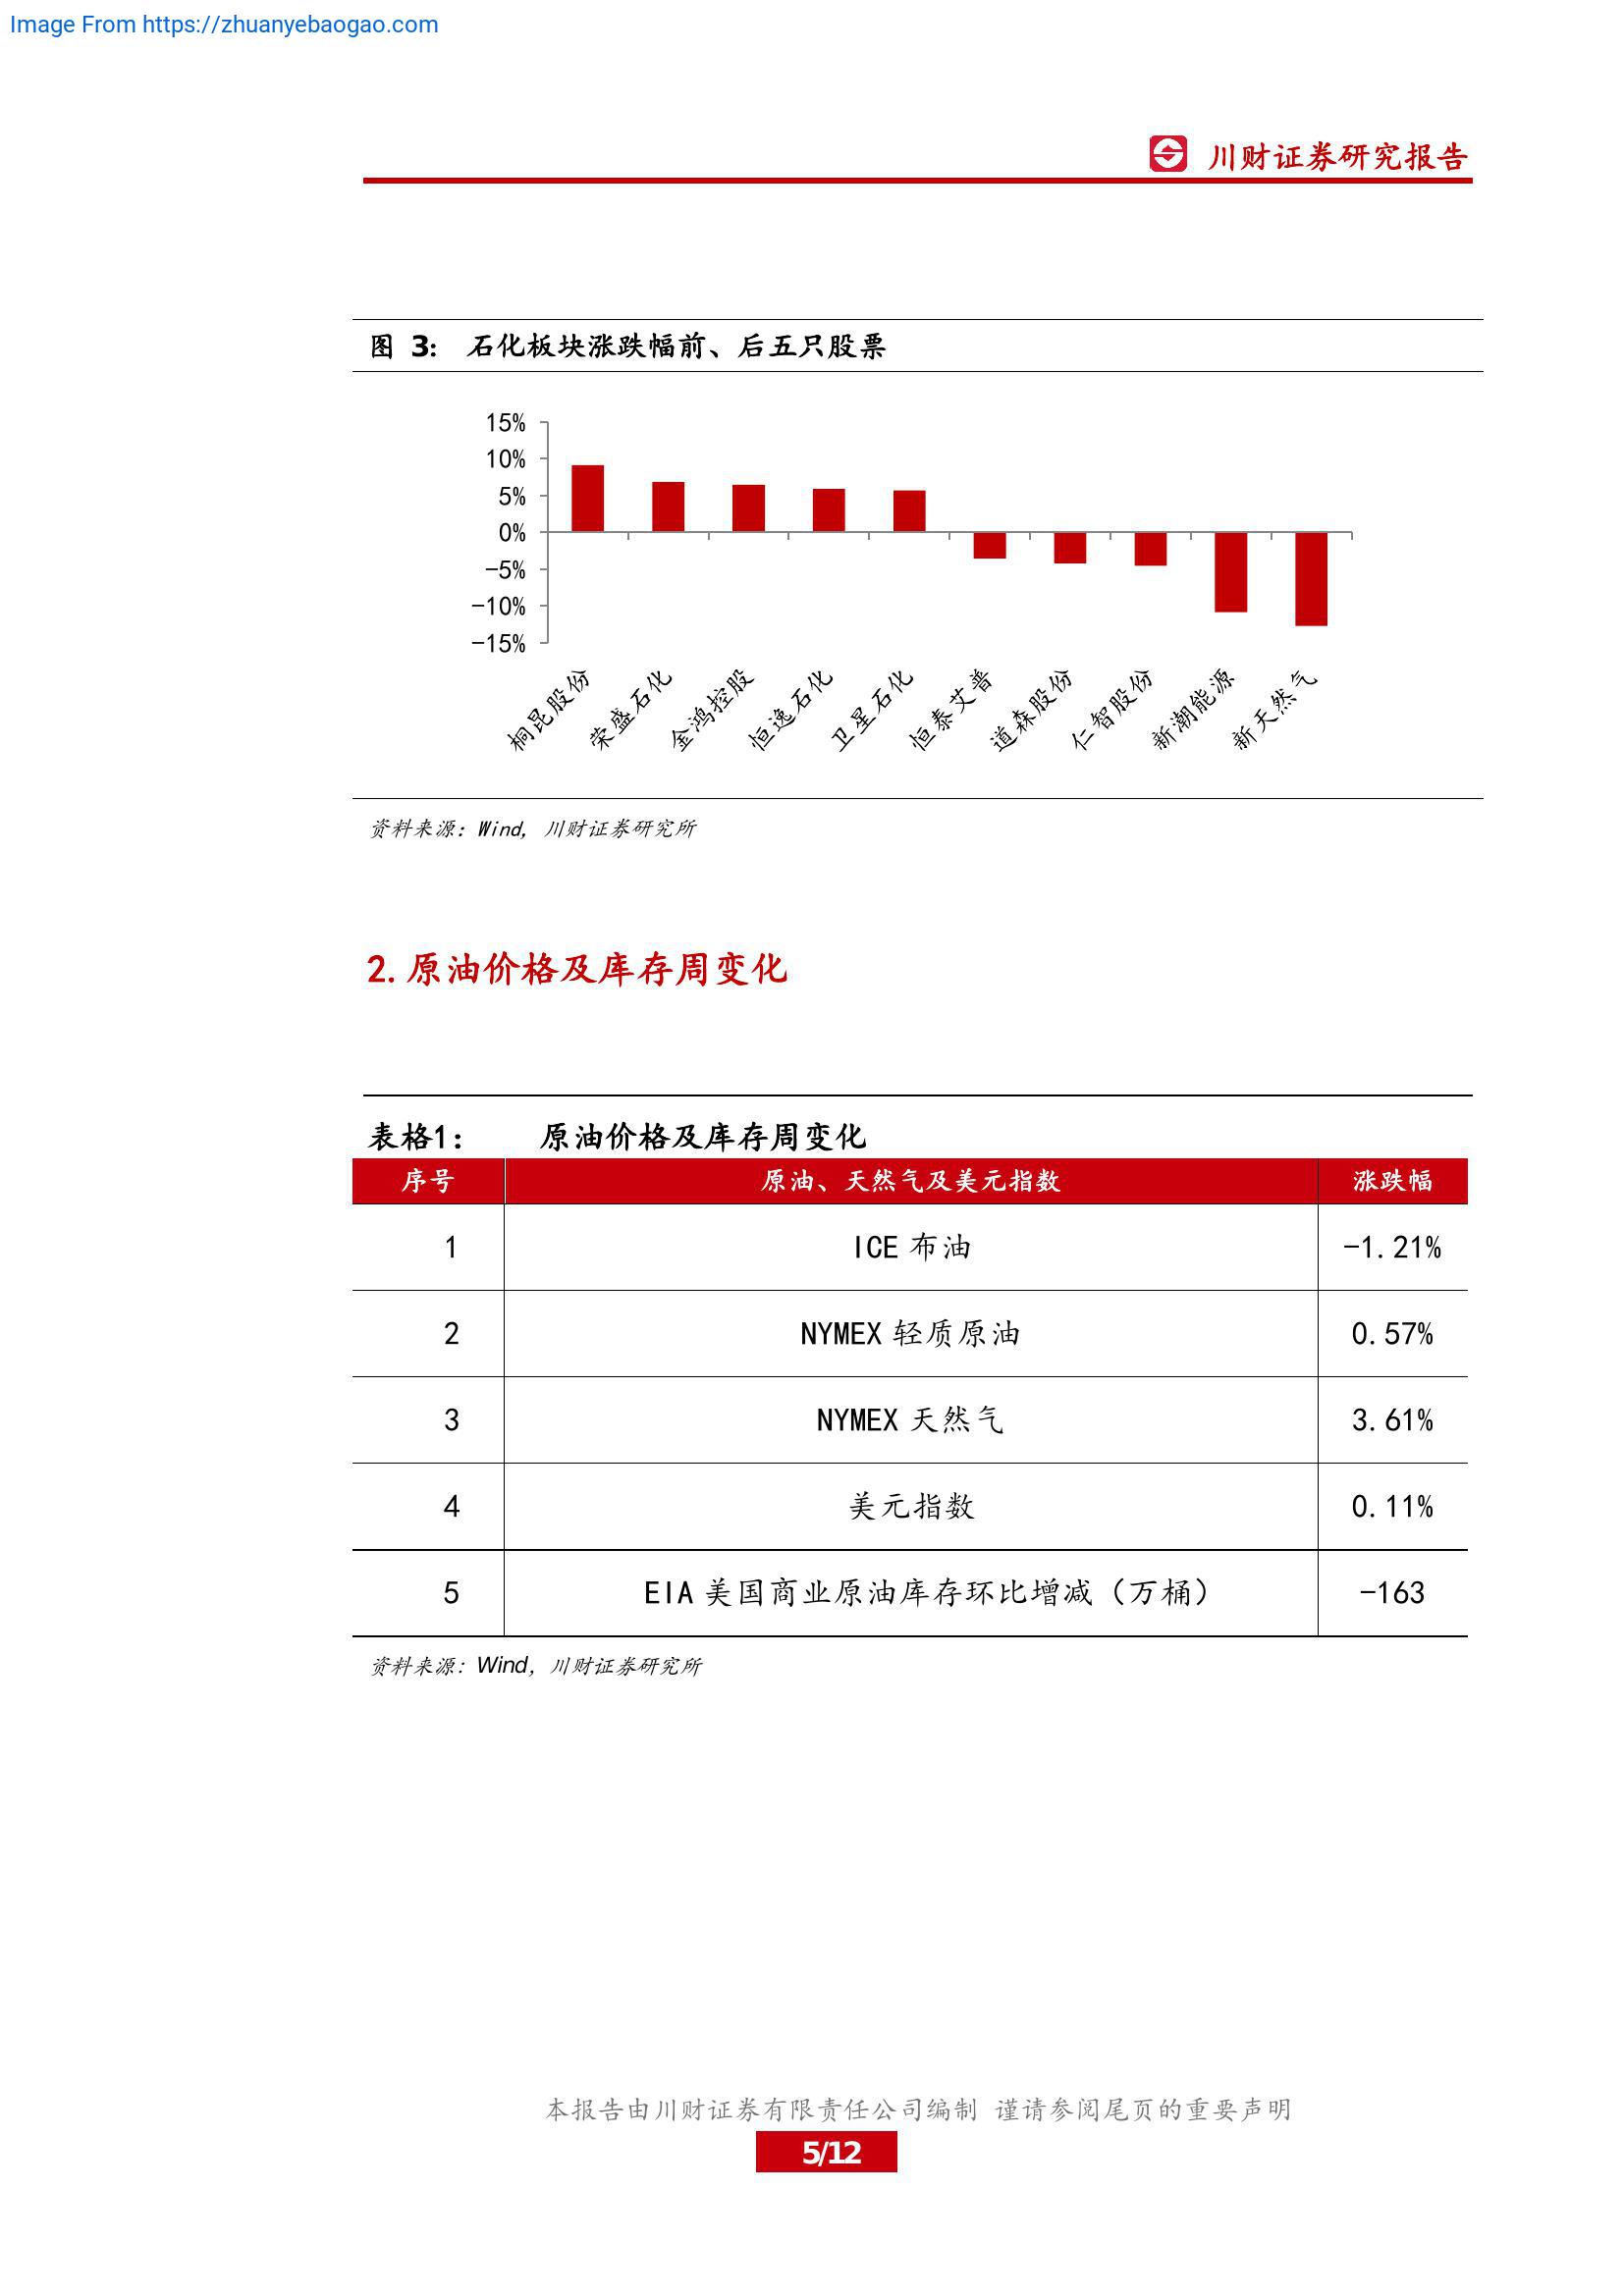 Image From https://zhuanyebaogao.com
川财证券研究报告
图 3: 石化板块涨跌幅前、后五只股票
15%
10%
5%
0%
-5%
-10%
-15%
桐昆股份
荣盛石化
金鸿控股
恒逸石化
卫星石化
恒泰艾普
道森股份
仁智股份
新潮能源
新天然气
资料来源：Wind，川财证券研究所
2.原油价格及库存周变化
表格1： 原油价格及库存周变化
序号 原油、天然气及美元指数 涨跌幅
1 ICE 布油 -1.21%
2 NYMEX 轻质原油 0.57%
3 NYMEX 天然气 3.61%
4 美元指数 0.11%
5 EIA 美国商业原油库存环比增减（万桶） -163
资料来源：Wind，川财证券研究所
本报告由川财证券有限责任公司编制 谨请参阅尾页的重要声明
5/12